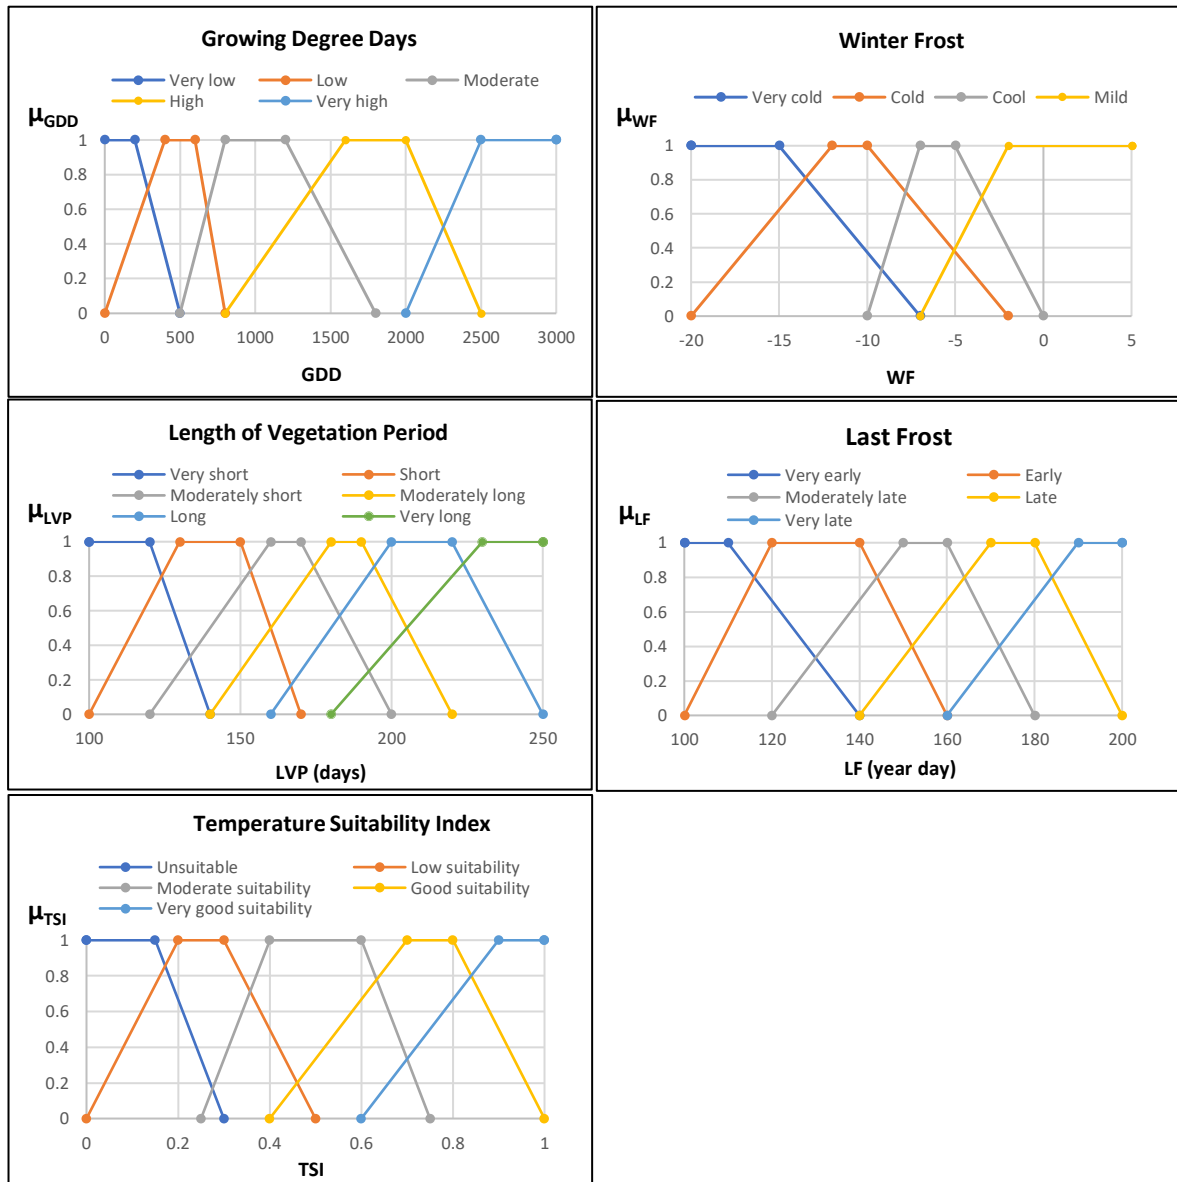 Growing Degree Days
Very low Low Moderate
High Very high
μGDD
1
0.8
0.6
0.4
0.2
0
0 500 1000 1500 2000 2500 3000
GDD
Winter Frost
Very cold Cold Cool Mild
μWF
1
0.8
0.6
0.4
0.2
0
-20 -15 -10 -5 0 5
WF
Length of Vegetation Period
Very short Short
Moderately short Moderately long
Long Very long
μLVP
1
0.8
0.6
0.4
0.2
0
100 150 200 250
LVP (days)
Last Frost
Very early Early
Moderately late Late
Very late
μLF
1
0.8
0.6
0.4
0.2
0
100 120 140 160 180 200
LF (year day)
Temperature Suitability Index
Unsuitable Low suitability
Moderate suitability Good suitability
Very good suitability
μTSI
1
0.8
0.6
0.4
0.2
0
0 0.2 0.4 0.6 0.8 1
TSI